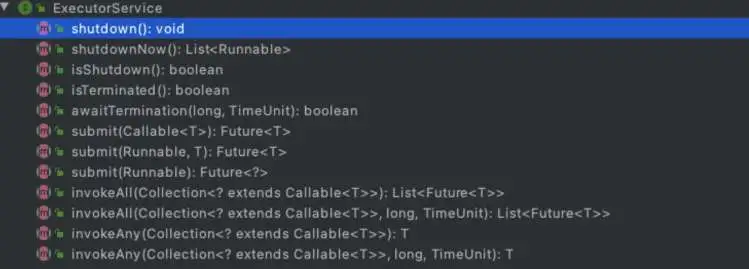 ExecutorService
shutdown(): void
shutdownNow(): List<Runnable>
isShutdown(): boolean
isTerminated(): boolean
awaitTermination(long, TimeUnit): boolean
submit(Callable<T>): Future<T>
submit(Runnable, T): Future<T>
submit(Runnable): Future<?>
invokeAll(Collection<? extends Callable<T>>): List<Future<T>>
invokeAll(Collection<? extends Callable<T>>, long, TimeUnit): List<Future<T>>
invokeAny(Collection<? extends Callable<T>>): T
invokeAny(Collection<? extends Callable<T>>, long, TimeUnit): T